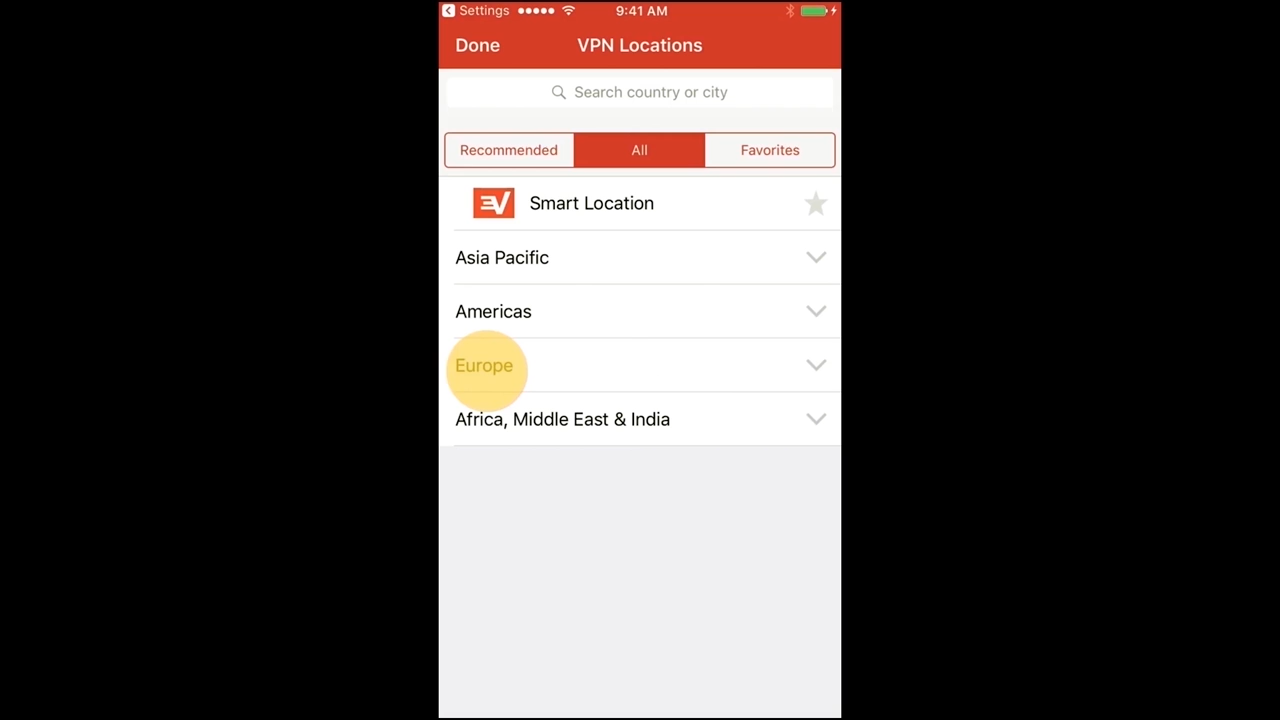 Settings 9:41 AM
Done VPN Locations
Search country or city
Recommended All Favorites
Smart Location
Asia Pacific
Americas
Europe
Africa, Middle East & India